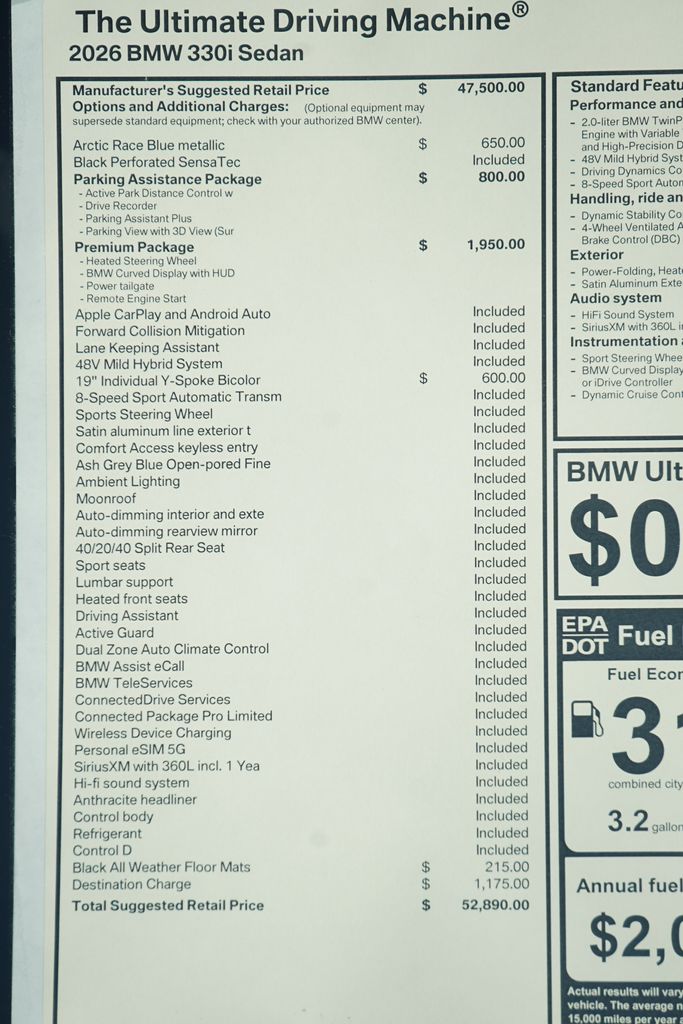 The Ultimate Driving Machine®
2026 BMW 330i Sedan
Manufacturer's Suggested Retail Price $ 47,500.00
Options and Additional Charges: (Optional equipment may
supersede standard equipment; check with your authorized BMW center).
Arctic Race Blue metallic $ 650.00
Black Perforated SensaTec Included
Parking Assistance Package $ 800.00
- Active Park Distance Control w
- Drive Recorder
- Parking Assistant Plus
- Parking View with 3D View (Sur
Premium Package $ 1,950.00
- Heated Steering Wheel
- BMW Curved Display with HUD
- Power tailgate
- Remote Engine Start
Apple CarPlay and Android Auto Included
Forward Collision Mitigation Included
Lane Keeping Assistant Included
48V Mild Hybrid System Included
19" Individual Y-Spoke Bicolor $ 600.00
8-Speed Sport Automatic Transm Included
Sports Steering Wheel Included
Satin aluminum line exterior t Included
Comfort Access keyless entry Included
Ash Grey Blue Open-pored Fine Included
Ambient Lighting Included
Moonroof Included
Auto-dimming interior and exte Included
Auto-dimming rearview mirror Included
40/20/40 Split Rear Seat Included
Sport seats Included
Lumbar support Included
Heated front seats Included
Driving Assistant Included
Active Guard Included
Dual Zone Auto Climate Control Included
BMW Assist eCall Included
BMW TeleServices Included
ConnectedDrive Services Included
Connected Package Pro Limited Included
Wireless Device Charging Included
Personal eSIM 5G Included
SiriusXM with 360L incl. 1 Yea Included
Hi-fi sound system Included
Anthracite headliner Included
Control body Included
Refrigerant Included
Control D Included
Black All Weather Floor Mats $ 215.00
Destination Charge $ 1,175.00
Total Suggested Retail Price $ 52,890.00
Standard Featu
Performance and
- 2.0-liter BMW TwinP
Engine with Variable
and High-Precision D
- 48V Mild Hybrid Syst
- Driving Dynamics Co
- 8-Speed Sport Autom
Handling, ride an
- Dynamic Stability Co
- 4-Wheel Ventilated A
Brake Control (DBC)
Exterior
- Power-Folding, Heate
- Satin Aluminum Exte
Audio system
- HiFi Sound System
- SiriusXM with 360L i
Instrumentation a
- Sport Steering Whee
- BMW Curved Display
or iDrive Controller
- Dynamic Cruise Cont
BMW Ult
$0
EPA
DOT Fuel
Fuel Econ
3
combined city
3.2 gallon
Annual fuel
$2,0
Actual results will vary
vehicle. The average n
15,000 miles per year a